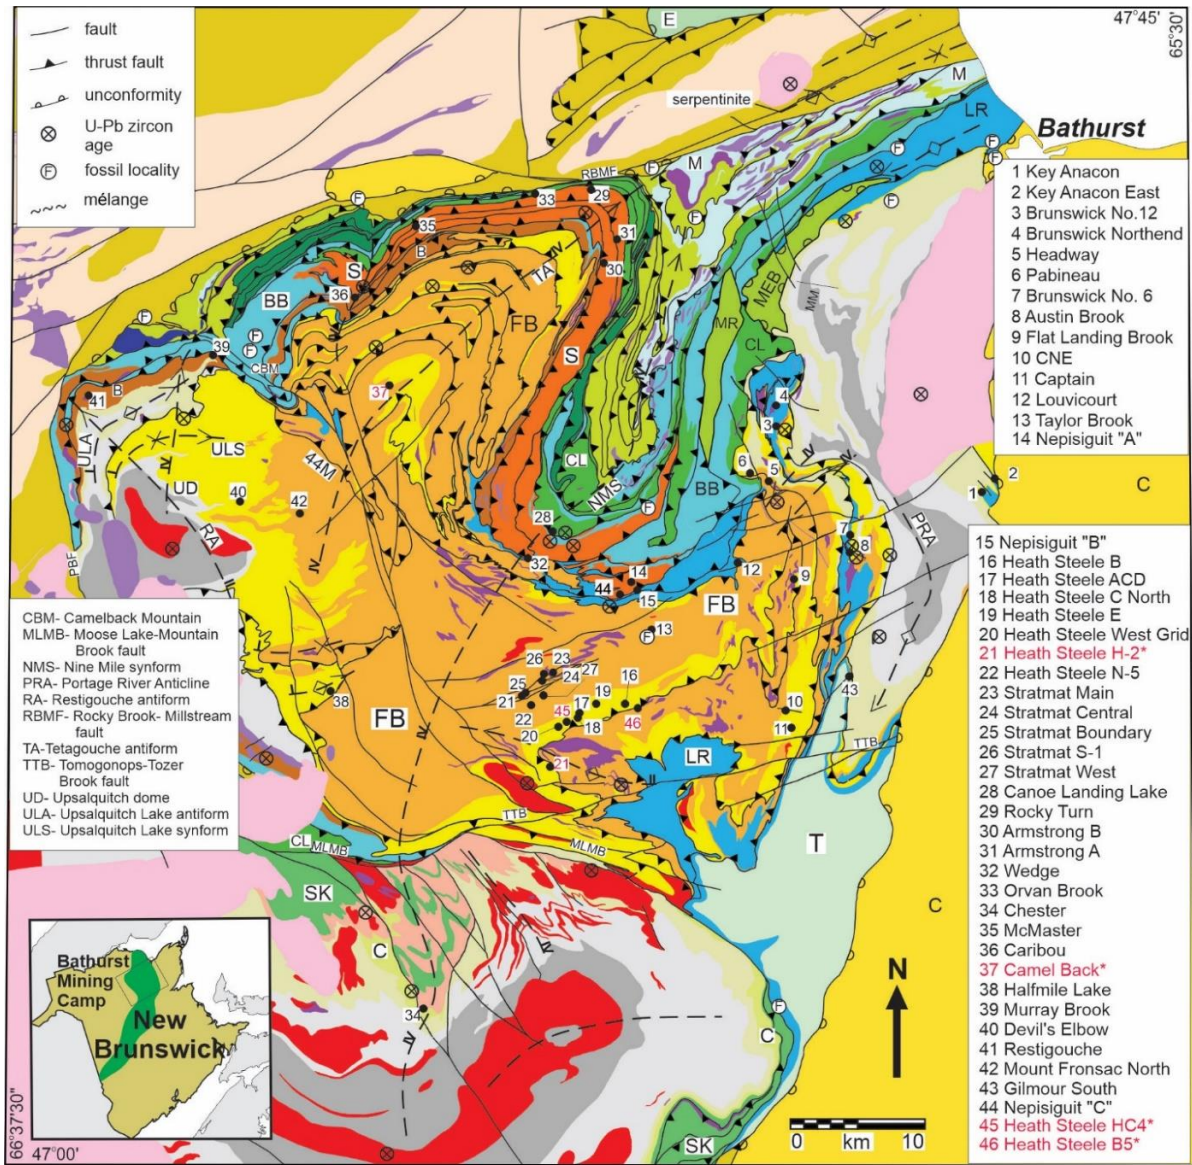 fault
thrust fault
unconformity
U-Pb zircon
age
fossil locality
mélange
E
47°45'
65°30'
serpentinite
M
LR
Bathurst
RBMF
M
1 Key Anacon
2 Key Anacon East
3 Brunswick No.12
4 Brunswick Northend
5 Headway
6 Pabineau
7 Brunswick No. 6
8 Austin Brook
9 Flat Landing Brook
10 CNE
11 Captain
12 Louvicourt
13 Taylor Brook
14 Nepisiguit "A"
33
29
35
31
B
IV
TA
30
S
BB
36
FB
MEB
MM
MR
39
CBM
S
CL
B
41
37
4
3
ULA
IV
ULS
44M
CL
NMS
6
5
IV
IV
UD
40
42
BB
2
1
C
RA
28
7
8
PRA
PBF
IV
II
32
14
44
15
12
9
FB
13
CBM- Camelback Mountain
MLMB- Moose Lake-Mountain
Brook fault
NMS- Nine Mile synform
PRA- Portage River Anticline
RA- Restigouche antiform
RBMF- Rocky Brook- Millstream
fault
TA-Tetagouche antiform
TTB- Tomogonops-Tozer
Brook fault
UD- Upsalquitch dome
ULA- Upsalquitch Lake antiform
ULS- Upsalquitch Lake synform
15 Nepisiguit "B"
16 Heath Steele B
17 Heath Steele ACD
18 Heath Steele C North
19 Heath Steele E
20 Heath Steele West Grid
21 Heath Steele H-2*
22 Heath Steele N-5
23 Stratmat Main
24 Stratmat Central
25 Stratmat Boundary
26 Stratmat S-1
27 Stratmat West
28 Canoe Landing Lake
29 Rocky Turn
30 Armstrong B
31 Armstrong A
32 Wedge
33 Orvan Brook
34 Chester
35 McMaster
36 Caribou
37 Camel Back*
38 Halfmile Lake
39 Murray Brook
40 Devil's Elbow
41 Restigouche
42 Mount Fronsac North
43 Gilmour South
44 Nepisiguit "C"
45 Heath Steele HC4*
46 Heath Steele B5*
26
23
27
24
25
21
22
19
16
17
45
46
20
18
38
FB
IV
43
10
11
LR
TTB
21
II
TTB
CL
MLMB
MLMB
T
SK
C
C
IV
34
IV
C
SK
Bathurst
Mining
Camp
New
Brunswick
N
0 km 10
66°37'30"
47°00'